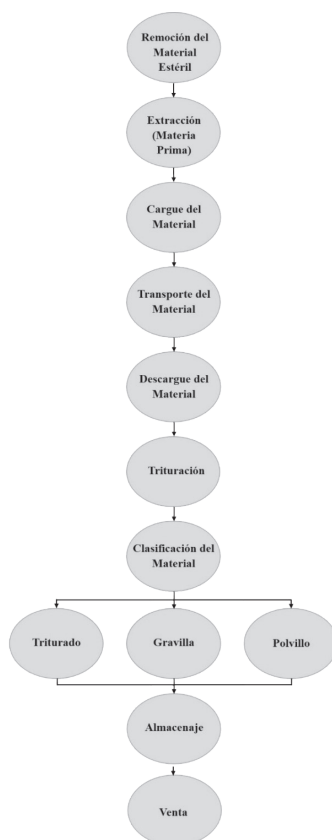 Remoción del
Material
Estéril
Extracción
(Materia
Prima)
Cargue del
Material
Transporte del
Material
Descargue del
Material
Trituración
Clasificación del
Material
Triturado
Gravilla
Polvillo
Almacenaje
Venta